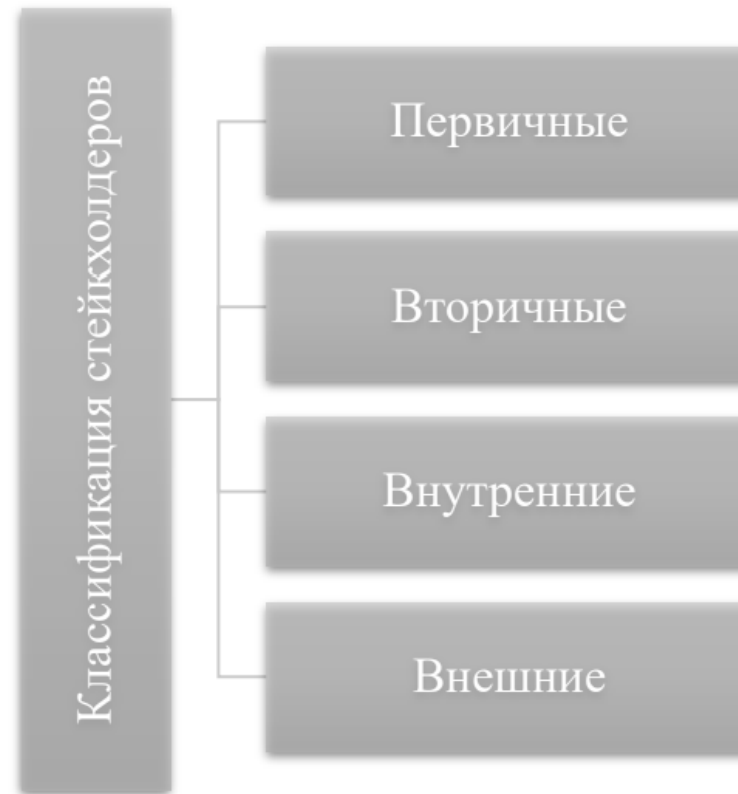 Классификация стейкхолдеров
Первичные
Вторичные
Внутренние
Внешние